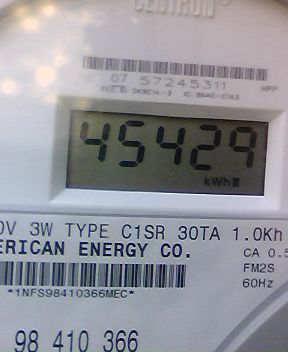 CENTRON
07 57245311
45429
kWh
0V 3W TYPE C1SR 30TA 1.0Kh
ERICAN ENERGY CO.
CA 0.5
FM2S
60Hz
*1NFS98410366MEC*
98 410 366